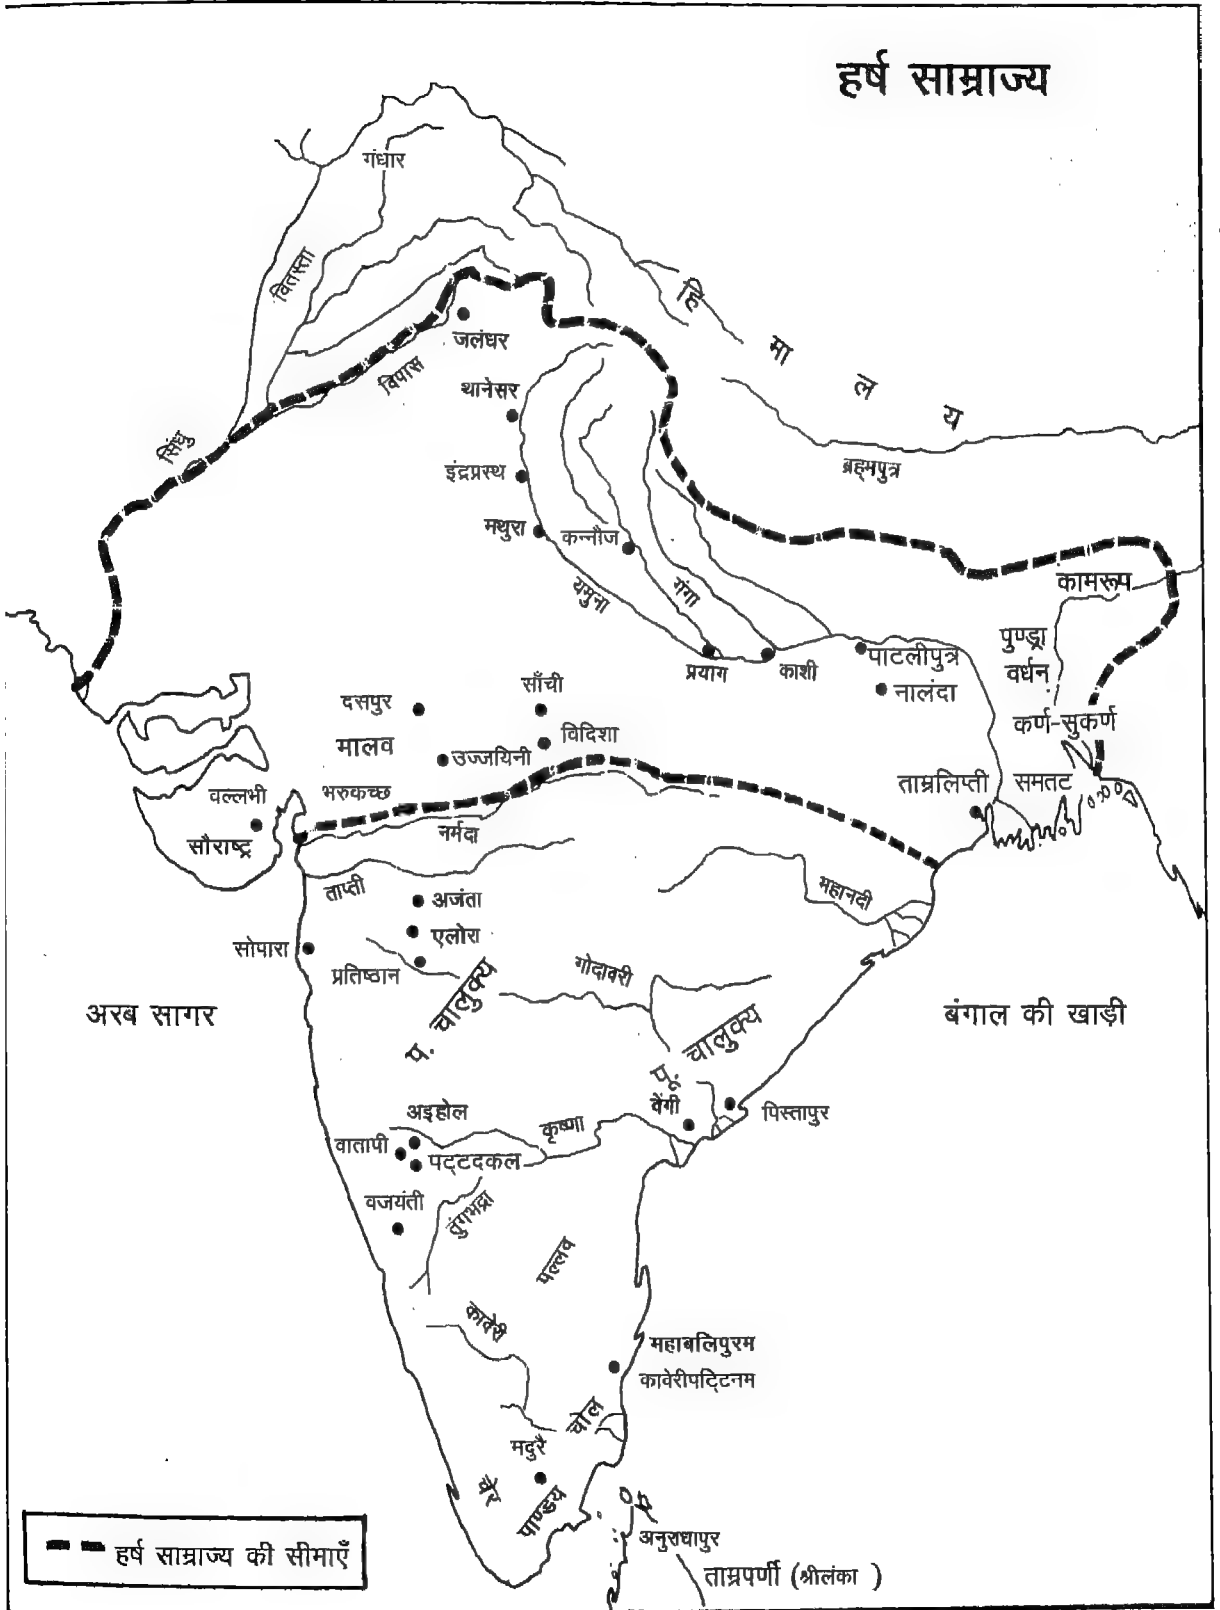 हर्ष साम्राज्य
गंधार
वितस्ता
हिमालय
जलंधर
विपास
थानेसर
सिंधु
इंद्रप्रस्थ
ब्रह्मपुत्र
मथुरा
कन्नौज
यमुना
गंगा
कामरूप
पुण्ड्रा
वर्धन
प्रयाग
काशी
पाटलीपुत्र
नालंदा
साँची
दसपुर
कर्ण-सुकर्ण
विदिशा
मालव
उज्जयिनी
ताम्रलिप्ती
समतट
वल्लभी
भरुकच्छ
नर्मदा
सौराष्ट्र
ताप्ती
अजंता
महानदी
एलोरा
सोपारा
प्रतिष्ठान
गोदावरी
प. चालुक्य
अरब सागर
बंगाल की खाड़ी
पू. चालुक्य
वेंगी
पिस्तापुर
अइहोल
कृष्णा
वातापी
पट्टदकल
वजयंती
तुंगभद्रा
पल्लव
कावेरी
महाबलिपुरम
कावेरीपट्टिनम
चोल
मदुरै
चैर
पाण्डय
अनुराधापुर
ताम्रपर्णी (श्रीलंका )
हर्ष साम्राज्य की सीमाएँ